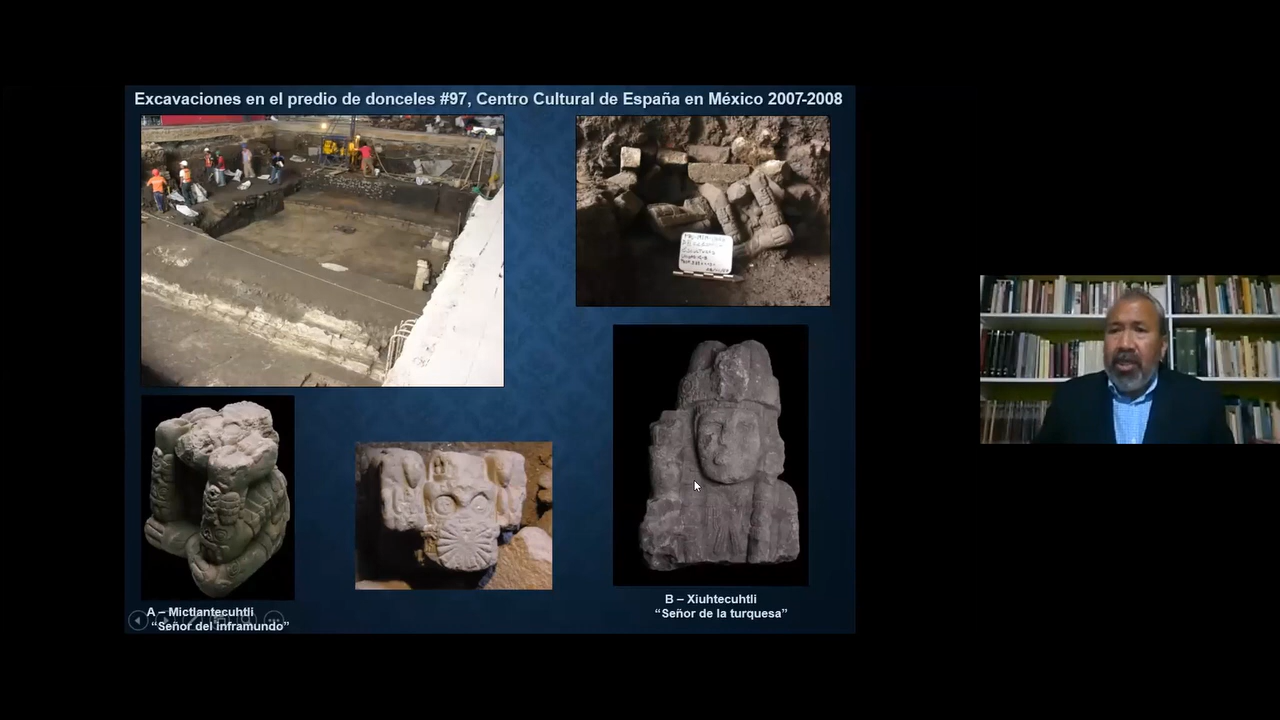 Excavaciones en el predio de donceles #97, Centro Cultural de España en México 2007-2008
A – Mictlantecuhtli
“Señor del inframundo”
B – Xiuhtecuhtli
“Señor de la turquesa”